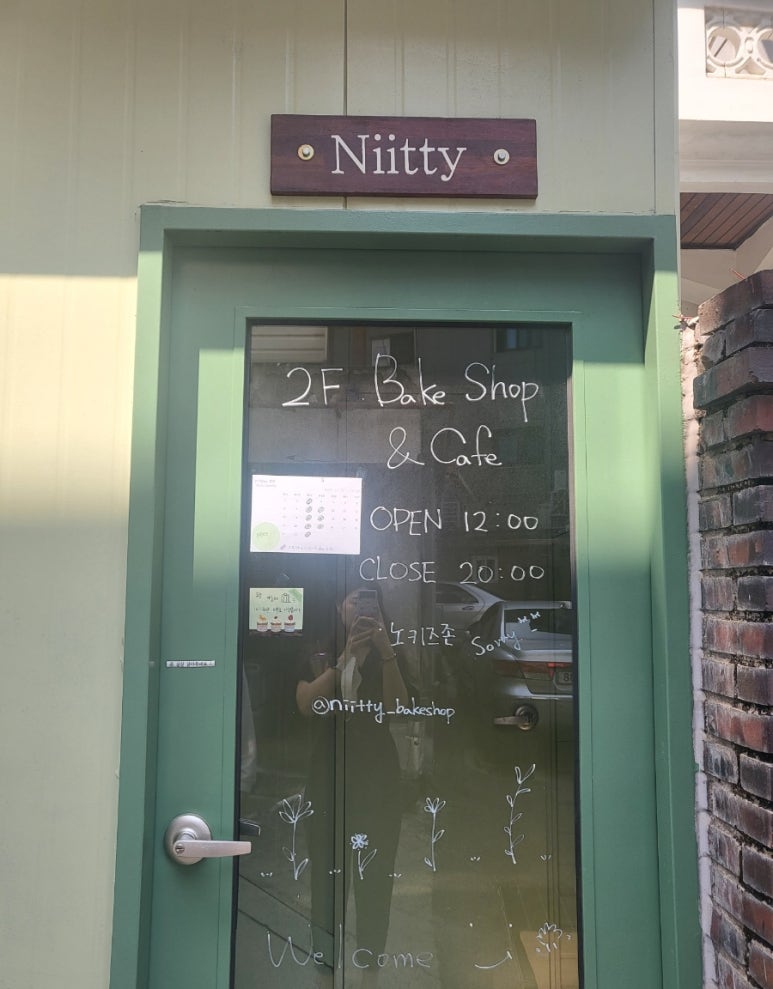 Niitty
2F Bake Shop
& Cafe
OPEN 12:00
CLOSE 20:00
노키즈존 Sorry
@niitty_bakeshop
Welcome